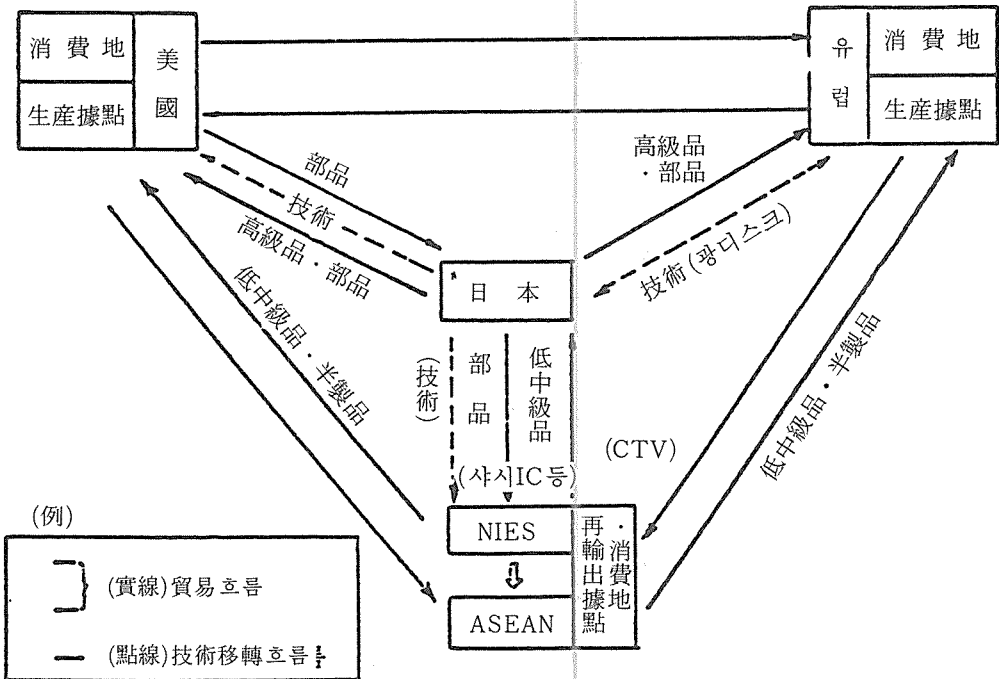 消費地
生産據點
美國
유럽
消費地
生産據點
部品
技術
高級品・部品
高級品
・部品
技術(광디스크)
日本
低中級品・半製品
(技術)
部品
低中級品
(샤시IC등)
(CTV)
低中級品・半製品
NIES
ASEAN
再輸出據點
・消費地
(例)
(實線)貿易흐름
(點線)技術移轉흐름